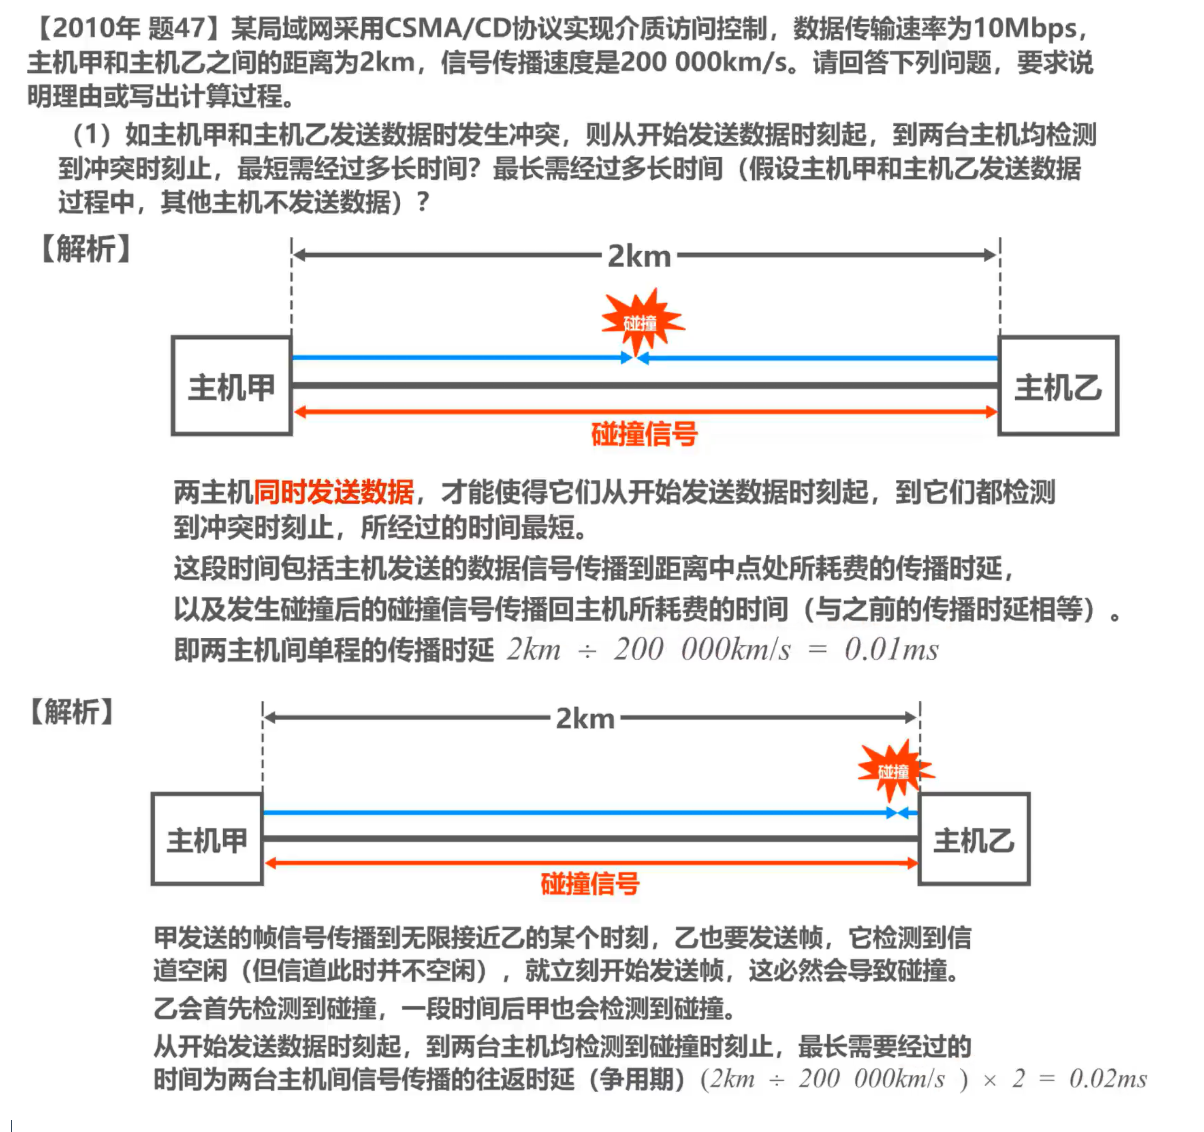 【2010年 题47】某局域网采用CSMA/CD协议实现介质访问控制，数据传输速率为10Mbps，
主机甲和主机乙之间的距离为2km，信号传播速度是200 000km/s。请回答下列问题，要求说
明理由或写出计算过程。
（1）如主机甲和主机乙发送数据时发生冲突，则从开始发送数据时刻起，到两台主机均检测
到冲突时刻止，最短需经过多长时间？最长需经过多长时间（假设主机甲和主机乙发送数据
过程中，其他主机不发送数据）？
【解析】
2km
碰撞
主机甲
主机乙
碰撞信号
两主机同时发送数据，才能使得它们从开始发送数据时刻起，到它们都检测
到冲突时刻止，所经过的时间最短。
这段时间包括主机发送的数据信号传播到距离中点处所耗费的传播时延，
以及发生碰撞后的碰撞信号传播回主机所耗费的时间（与之前的传播时延相等）。
即两主机间单程的传播时延 2km ÷ 200 000km/s = 0.01ms
【解析】
2km
碰撞
主机甲
主机乙
碰撞信号
甲发送的帧信号传播到无限接近乙的某个时刻，乙也要发送帧，它检测到信
道空闲（但信道此时并不空闲），就立刻开始发送帧，这必然会导致碰撞。
乙会首先检测到碰撞，一段时间后甲也会检测到碰撞。
从开始发送数据时刻起，到两台主机均检测到碰撞时刻止，最长需要经过的
时间为两台主机间信号传播的往返时延（争用期）(2km ÷ 200 000km/s ) × 2 = 0.02ms